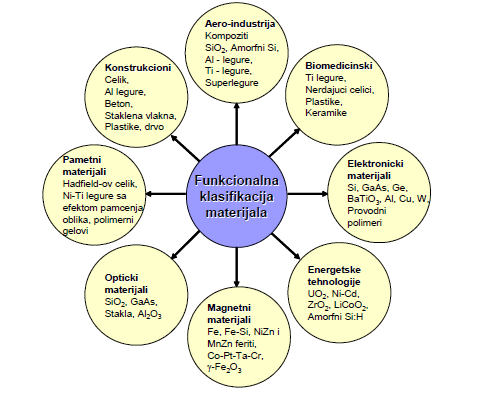 Aero-industrija
Kompoziti
SiO₂, Amorfni Si,
Al - legure,
Ti - legure,
Superlegure
Biomedicinski
Ti legure,
Nerdajuci celici,
Plastike,
Keramike
Elektronicki
materijali
Si, GaAs, Ge,
BaTiO₃, Al, Cu, W,
Provodni
polimeri
Energetske
tehnologije
UO₂, Ni-Cd,
ZrO₂, LiCoO₂,
Amorfni Si:H
Magnetni
materijali
Fe, Fe-Si, NiZn i
MnZn feriti,
Co-Pt-Ta-Cr,
γ-Fe₂O₃
Opticki
materijali
SiO₂, GaAs,
Stakla, Al₂O₃
Pametni
materijali
Hadfield-ov celik,
Ni-Ti legure sa
efektom pamcenja
oblika, polimerni
gelovi
Konstrukcioni
Celik,
Al legure,
Beton,
Staklena vlakna,
Plastike, drvo
Funkcionalna
klasifikacija
materijala